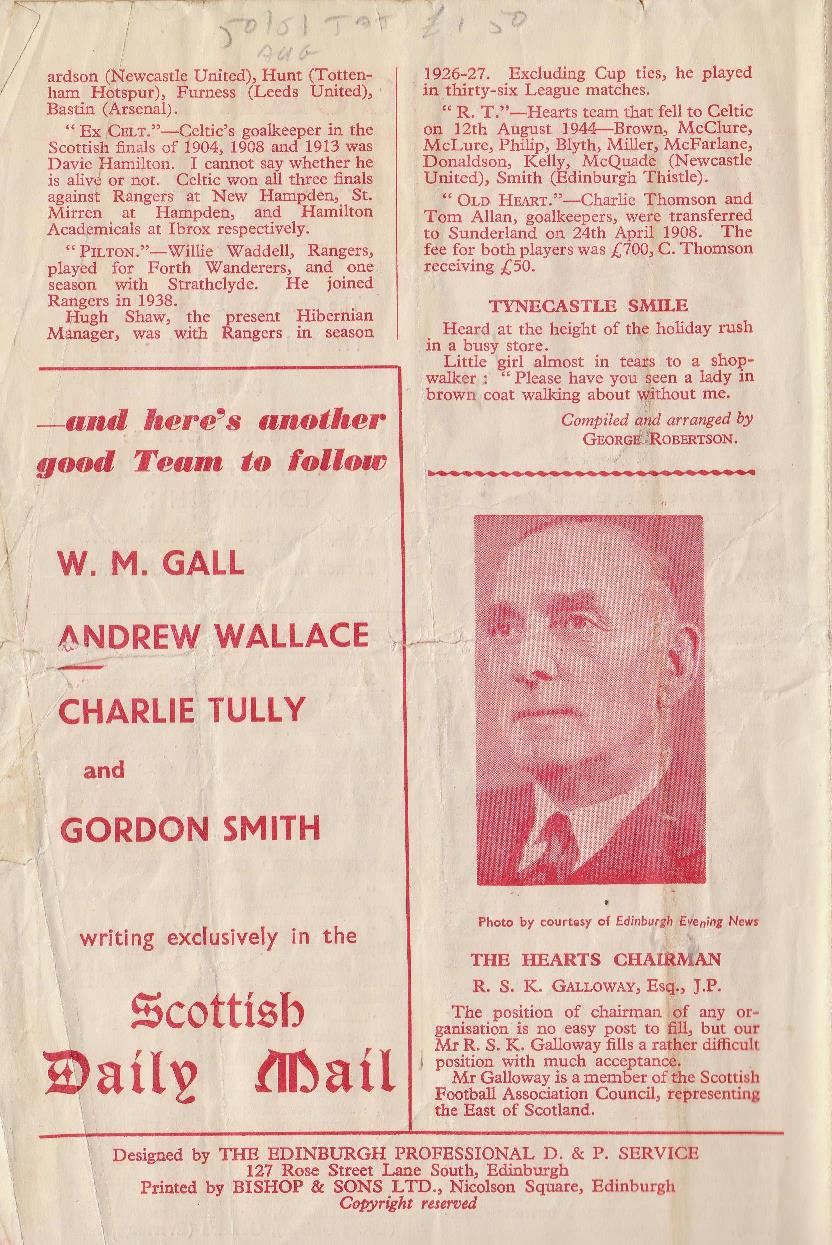 50/51 TAT £1.50
AUG
ardson (Newcastle United), Hunt (Totten-
ham Hotspur), Furness (Leeds United),
Bastin (Arsenal).
“ Ex Celt.”—Celtic's goalkeeper in the
Scottish finals of 1904, 1908 and 1913 was
Davie Hamilton. I cannot say whether he
is alive or not. Celtic won all three finals
against Rangers at New Hampden, St.
Mirren at Hampden, and Hamilton
Academicals at Ibrox respectively.
“ Pilton.”—Willie Waddell, Rangers,
played for Forth Wanderers, and one
season with Strathclyde. He joined
Rangers in 1938.
Hugh Shaw, the present Hibernian
Manager, was with Rangers in season
1926-27. Excluding Cup ties, he played
in thirty-six League matches.
“ R. T.”—Hearts team that fell to Celtic
on 12th August 1944—Brown, McClure,
McLure, Philip, Blyth, Miller, McFarlane,
Donaldson, Kelly, McQuade (Newcastle
United), Smith (Edinburgh Thistle).
“ Old Heart.”—Charlie Thomson and
Tom Allan, goalkeepers, were transferred
to Sunderland on 24th April 1908. The
fee for both players was £700, C. Thomson
receiving £50.
TYNECASTLE SMILE
Heard at the height of the holiday rush
in a busy store.
Little girl almost in tears to a shop-
walker : “ Please have you seen a lady in
brown coat walking about without me.
Compiled and arranged by
George Robertson.
—and here's another
good Team to follow
W. M. GALL
ANDREW WALLACE
CHARLIE TULLY
and
GORDON SMITH
writing exclusively in the
Scottish
Daily Mail
Photo by courtesy of Edinburgh Evening News
THE HEARTS CHAIRMAN
R. S. K. Galloway, Esq., J.P.
The position of chairman of any or-
ganisation is no easy post to fill, but our
Mr R. S. K. Galloway fills a rather difficult
position with much acceptance.
Mr Galloway is a member of the Scottish
Football Association Council, representing
the East of Scotland.
Designed by THE EDINBURGH PROFESSIONAL D. & P. SERVICE
127 Rose Street Lane South, Edinburgh
Printed by BISHOP & SONS LTD., Nicolson Square, Edinburgh
Copyright reserved